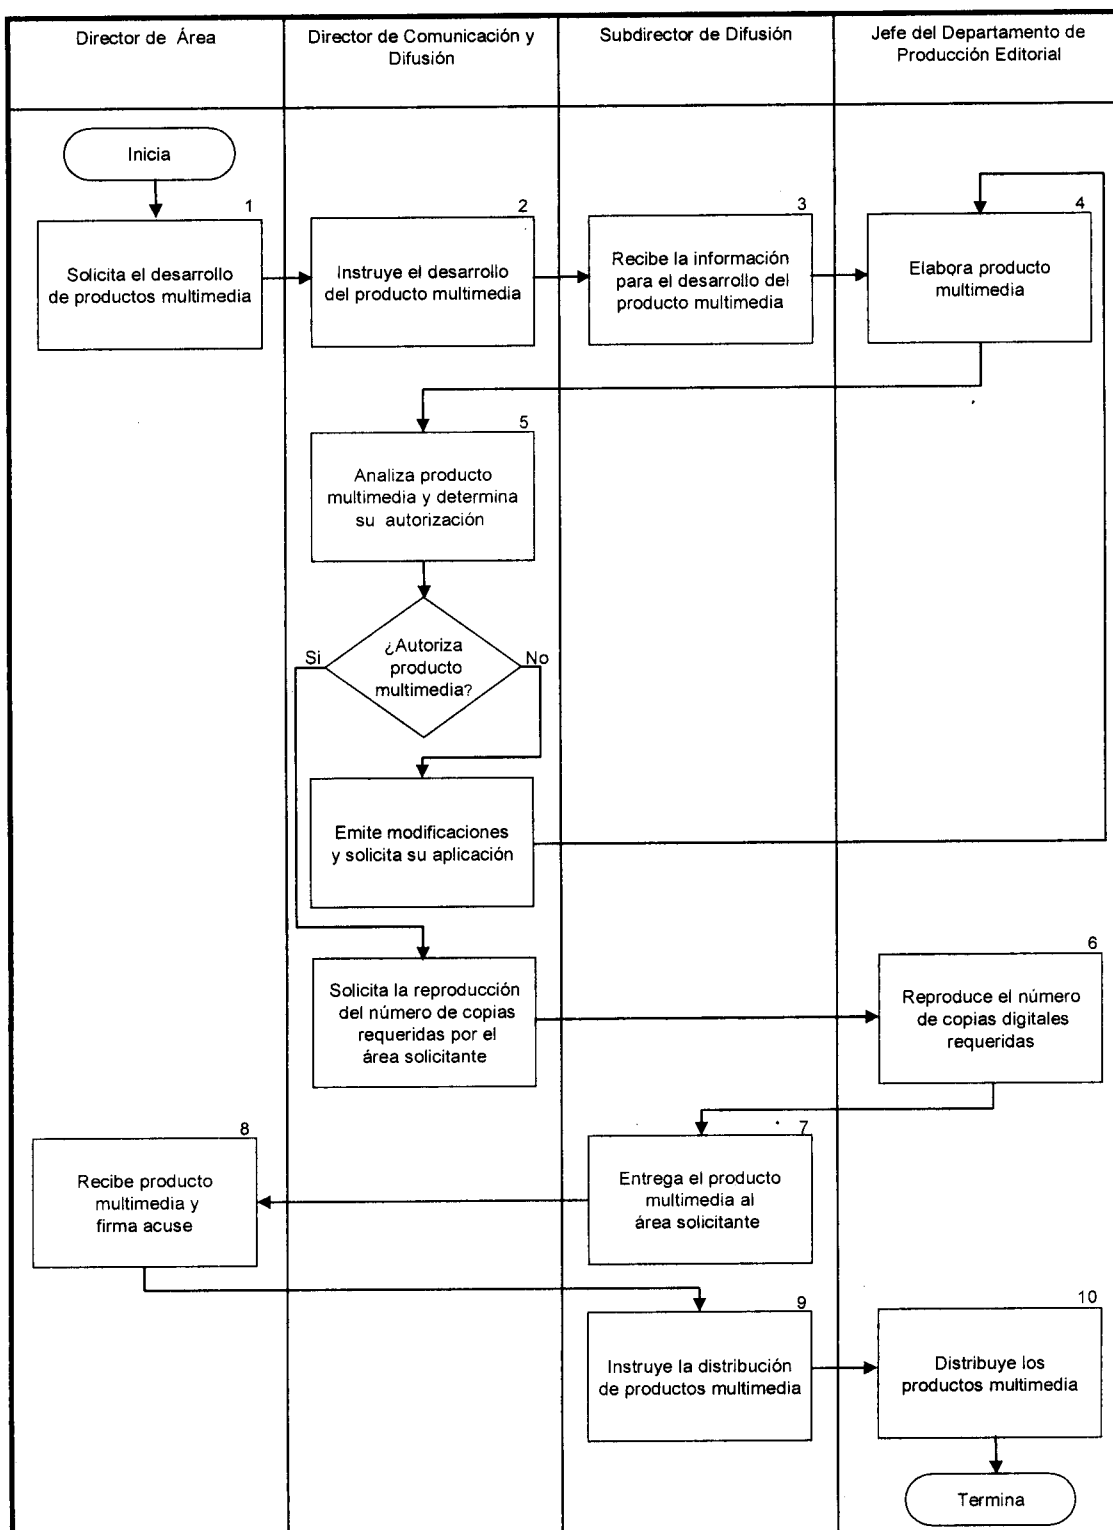 Director de Área
Director de Comunicación y
Difusión
Subdirector de Difusión
Jefe del Departamento de
Producción Editorial
Inicia
1
Solicita el desarrollo
de productos multimedia
2
Instruye el desarrollo
del producto multimedia
3
Recibe la información
para el desarrollo del
producto multimedia
4
Elabora producto
multimedia
5
Analiza producto
multimedia y determina
su autorización
¿Autoriza
producto
multimedia?
Si
No
Emite modificaciones
y solicita su aplicación
Solicita la reproducción
del número de copias
requeridas por el
área solicitante
6
Reproduce el número
de copias digitales
requeridas
7
Entrega el producto
multimedia al
área solicitante
8
Recibe producto
multimedia y
firma acuse
9
Instruye la distribución
de productos multimedia
10
Distribuye los
productos multimedia
Termina